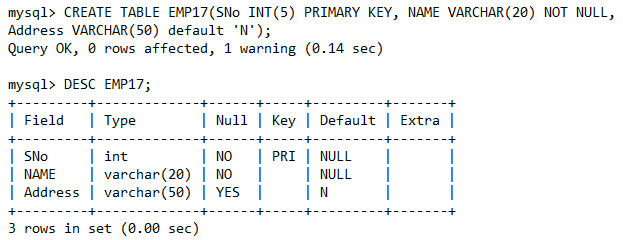 mysql> CREATE TABLE EMP17(SNo INT(5) PRIMARY KEY, NAME VARCHAR(20) NOT NULL,
Address VARCHAR(50) default 'N');
Query OK, 0 rows affected, 1 warning (0.14 sec)

mysql> DESC EMP17;
+---------+-------------+------+-----+---------+-------+
| Field   | Type        | Null | Key | Default | Extra |
+---------+-------------+------+-----+---------+-------+
| SNo     | int         | NO   | PRI | NULL    |       |
| NAME    | varchar(20) | NO   |     | NULL    |       |
| Address | varchar(50) | YES  |     | N       |       |
+---------+-------------+------+-----+---------+-------+
3 rows in set (0.00 sec)